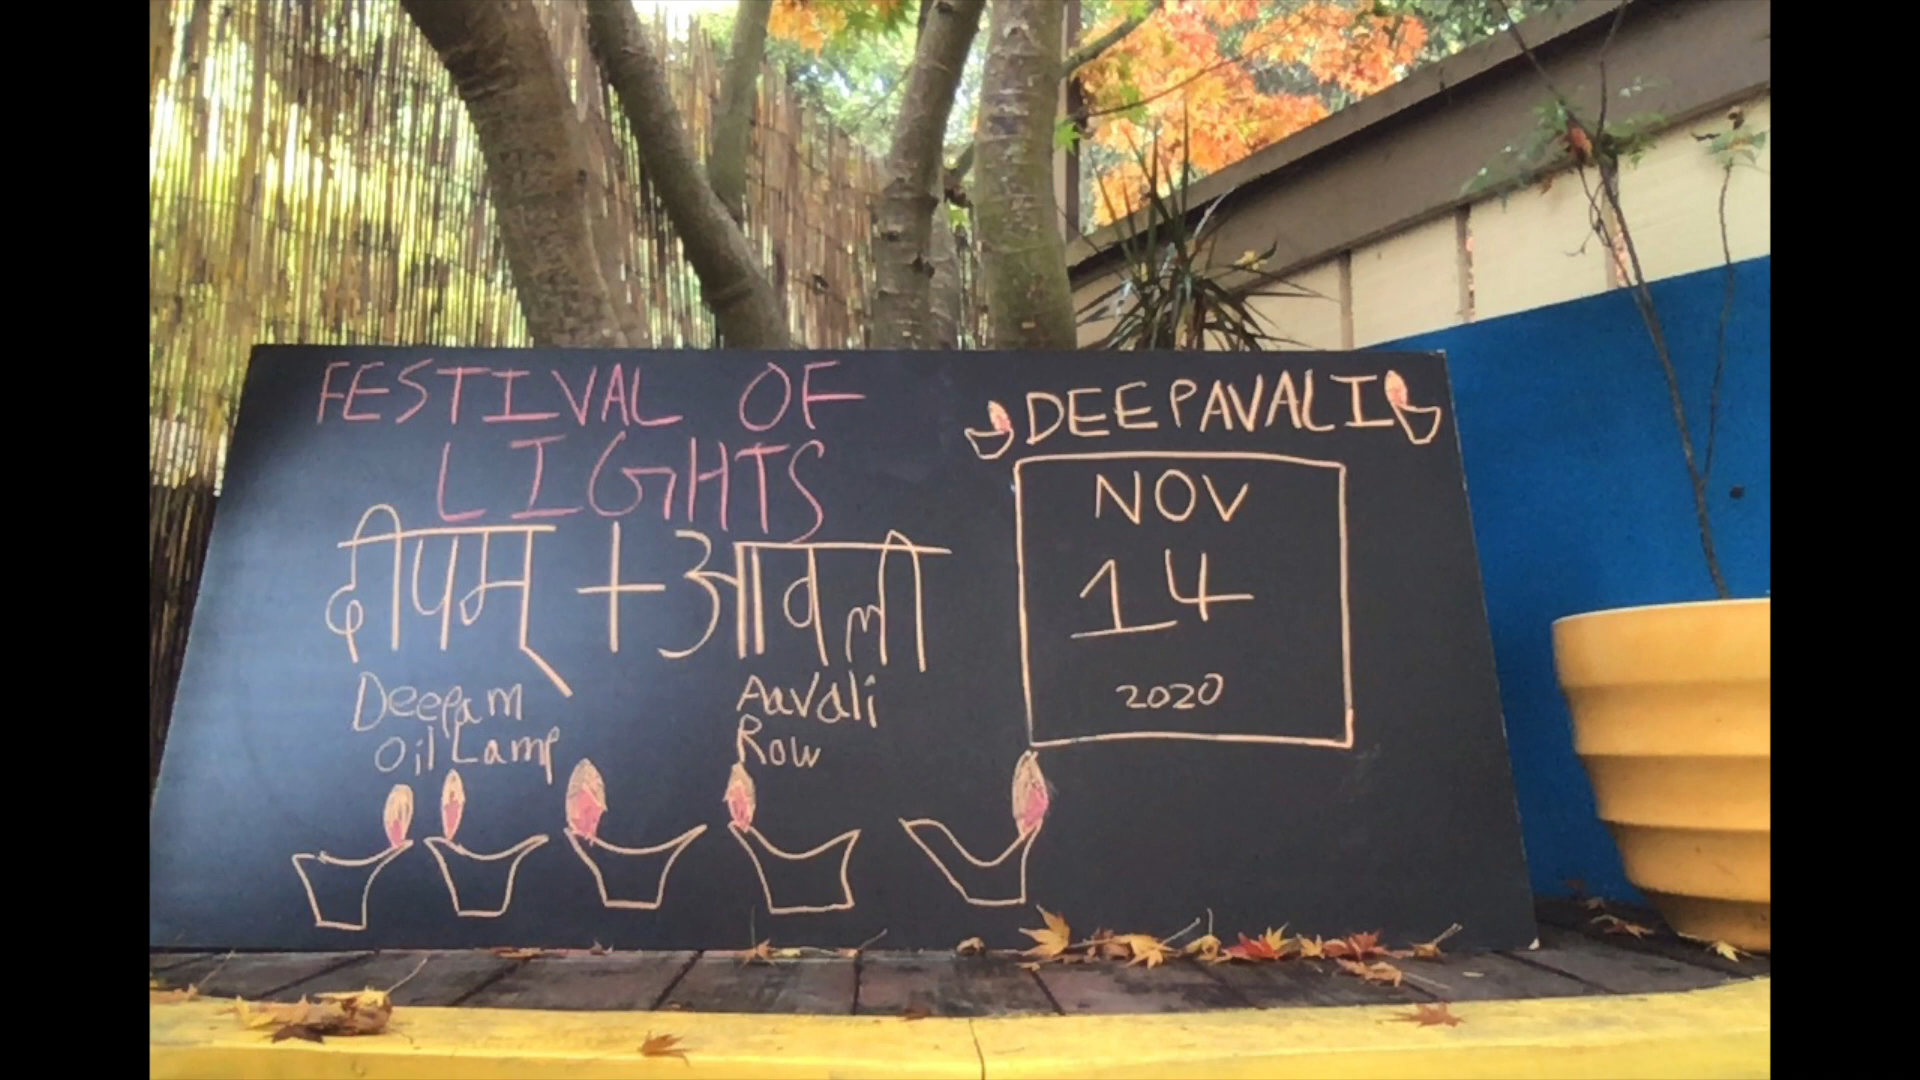 FESTIVAL OF
LIGHTS
दीपम् + आवली
Deepam
Oil Lamp
Aavali
Row
DEEPAVALI
NOV
14
2020